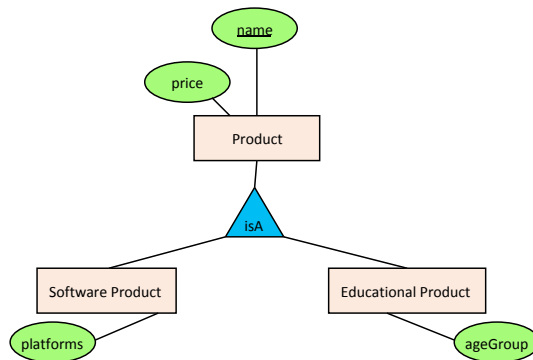 name
price
Product
isA
Software Product
Educational Product
platforms
ageGroup